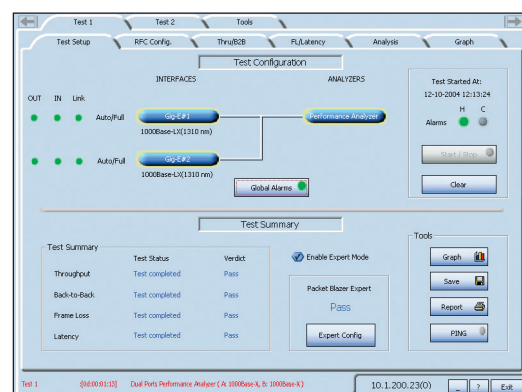 Test 1 Test 2 Tools
Test Setup RFC Config. Thru/B2B FL/Latency Analysis Graph
Test Configuration
INTERFACES ANALYZERS
Test Started At:
12-10-2004 12:13:24
OUT IN Link
H C
Alarms
Auto/Full Gig-E#1 Performance Analyzer
1000Base-LX(1310 nm)
Start / Stop
Auto/Full Gig-E#2
1000Base-LX(1310 nm)
Global Alarms
Clear
Test Summary
Tools
Test Summary
Test Status Verdict
Throughput Test completed Pass
Back-to-Back Test completed Pass
Frame Loss Test completed Pass
Latency Test completed Pass
Enable Expert Mode
Packet Blazer Expert
Pass
Expert Config
Graph
Save
Report
PING
Test 1 :[0d:00:01:13] Dual Ports Performance Analyzer ( A: 1000Base-X, B: 1000Base-X )
10.1.200.23(0) _ ? Exit